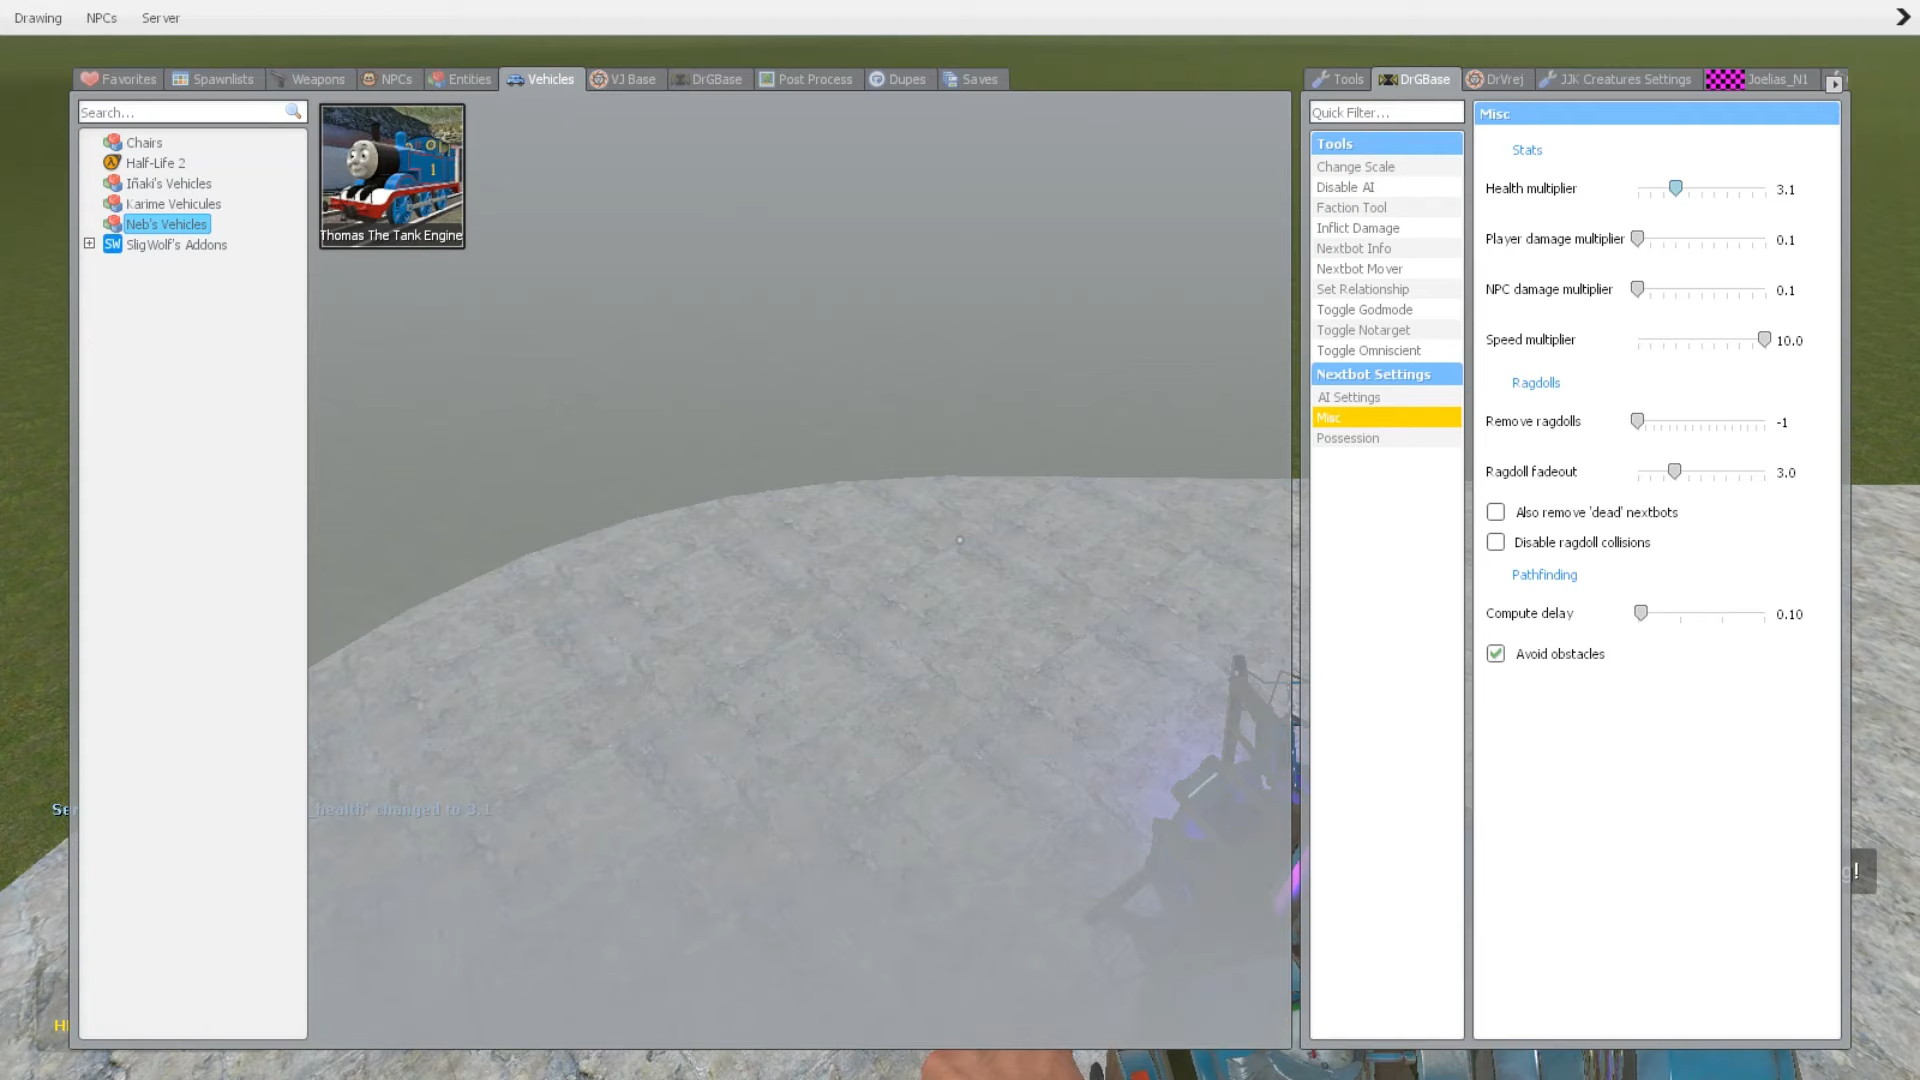 Drawing NPCs Server
Favorites Spawnlists Weapons NPCs Entities Vehicles VJ Base DrGBase Post Process Dupes Saves
Search...
Chairs
Half-Life 2
Iñaki's Vehicles
Karime Vehicules
Neb's Vehicles
SW SligWolf's Addons
1
Thomas The Tank Engine
_health' changed to 3.1
Tools DrGBase DrVrej JJK Creatures Settings Joelias_N1
Quick Filter...
Tools
Change Scale
Disable AI
Faction Tool
Inflict Damage
Nextbot Info
Nextbot Mover
Set Relationship
Toggle Godmode
Toggle Notarget
Toggle Omniscient
Nextbot Settings
AI Settings
Misc
Possession
Misc
Stats
Health multiplier 3.1
Player damage multiplier 0.1
NPC damage multiplier 0.1
Speed multiplier 10.0
Ragdolls
Remove ragdolls -1
Ragdoll fadeout 3.0
Also remove 'dead' nextbots
Disable ragdoll collisions
Pathfinding
Compute delay 0.10
Avoid obstacles